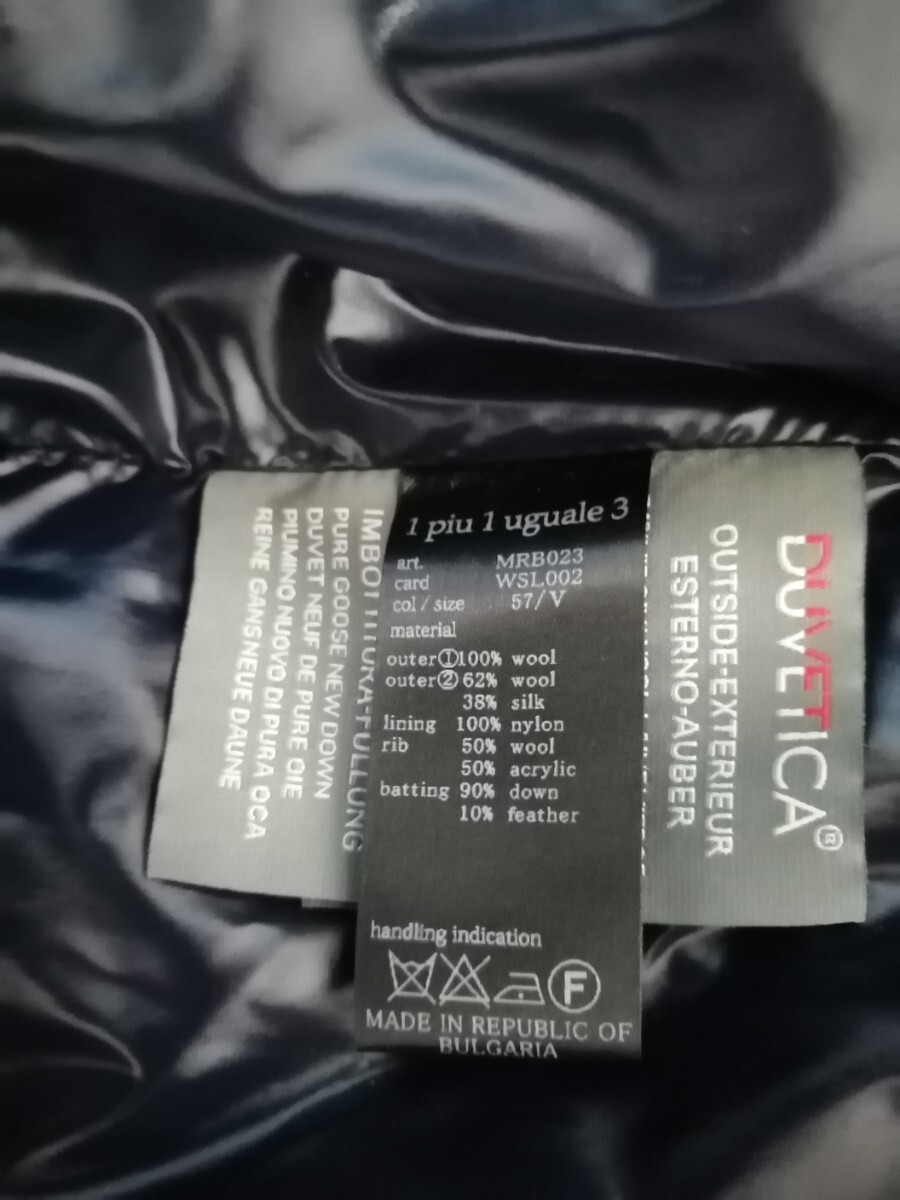 1 piu 1 uguale 3
art. MRB023
card WSL002
col / size 57/V
material
outer①100% wool
outer② 62% wool
38% silk
lining 100% nylon
rib 50% wool
50% acrylic
batting 90% down
10% feather
handling indication
F
MADE IN REPUBLIC OF
BULGARIA
DUVETICA®
OUTSIDE-EXTERIEUR
ESTERNO-AUBER
IMBOTTITURA-FULLUNG
PURE GOOSE NEW DOWN
DUVET NEUF DE PURE OIE
PIUMINO NUOVO DI PURA OCA
REINE GANSNEUE DAUNE